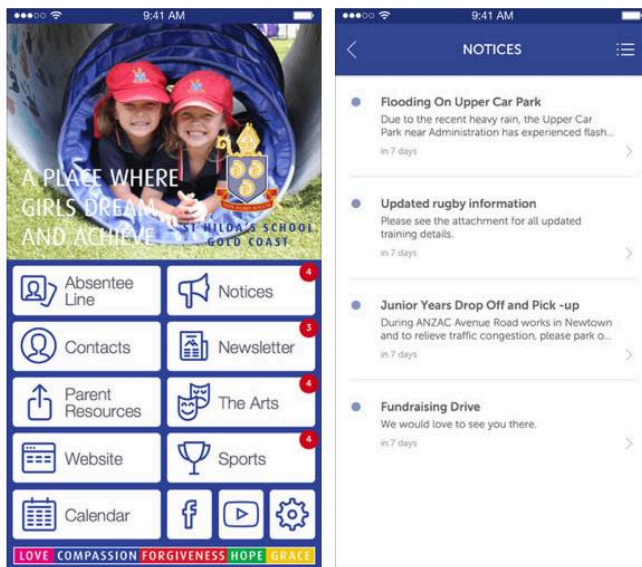 9:41 AM
A PLACE WHERE
GIRLS DREAM
AND ACHIEVE
ST HILDA'S SCHOOL
GOLD COAST
Absentee
Line
Notices
4
Contacts
Newsletter
3
Parent
Resources
The Arts
4
Website
Sports
4
Calendar
LOVE COMPASSION FORGIVENESS HOPE GRACE
9:41 AM
NOTICES
Flooding On Upper Car Park
Due to the recent heavy rain, the Upper Car
Park near Administration has experienced flash...
in 7 days
Updated rugby information
Please see the attachment for all updated
training details.
in 7 days
Junior Years Drop Off and Pick -up
During ANZAC Avenue Road works in Newtown
and to relieve traffic congestion, please park o...
in 7 days
Fundraising Drive
We would love to see you there.
in 7 days